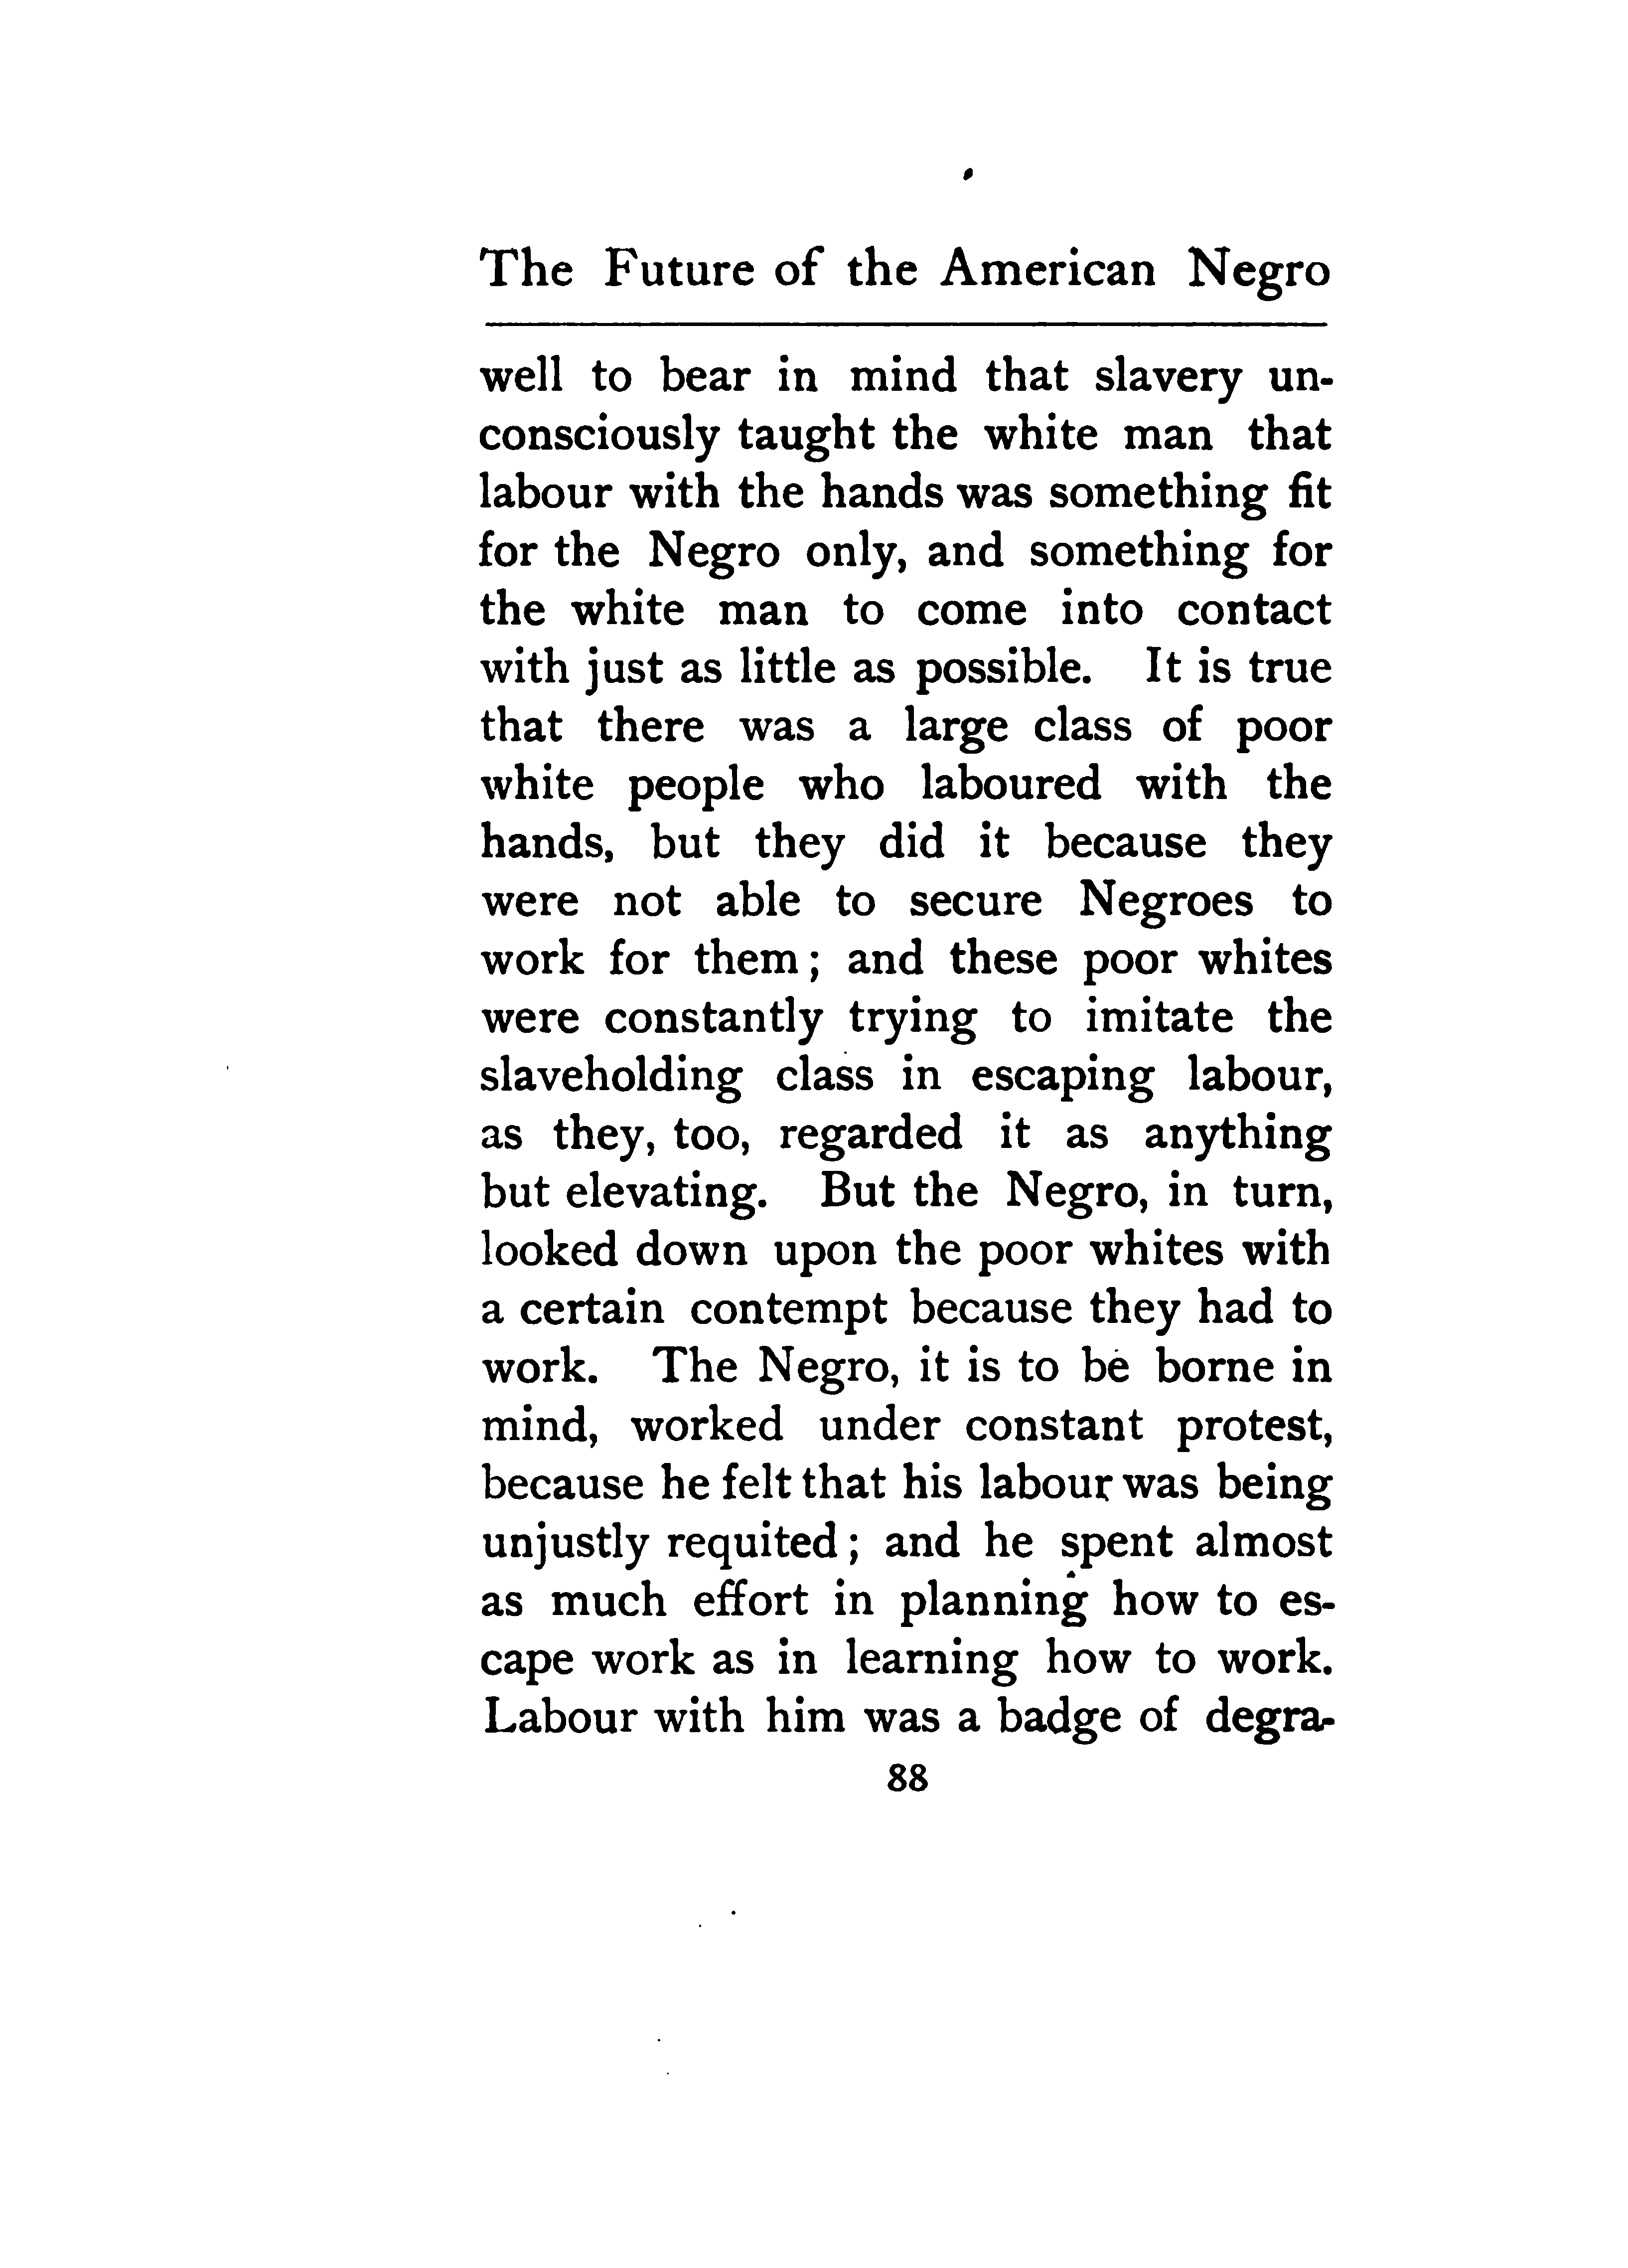 The Future of the American Negro
well to bear in mind that slavery un-
consciously taught the white man that
labour with the hands was something fit
for the Negro only, and something for
the white man to come into contact
with just as little as possible. It is true
that there was a large class of poor
white people who laboured with the
hands, but they did it because they
were not able to secure Negroes to
work for them; and these poor whites
were constantly trying to imitate the
slaveholding class in escaping labour,
as they, too, regarded it as anything
but elevating. But the Negro, in turn,
looked down upon the poor whites with
a certain contempt because they had to
work. The Negro, it is to be borne in
mind, worked under constant protest,
because he felt that his labour was being
unjustly requited; and he spent almost
as much effort in planning how to es-
cape work as in learning how to work.
Labour with him was a badge of degra-
88